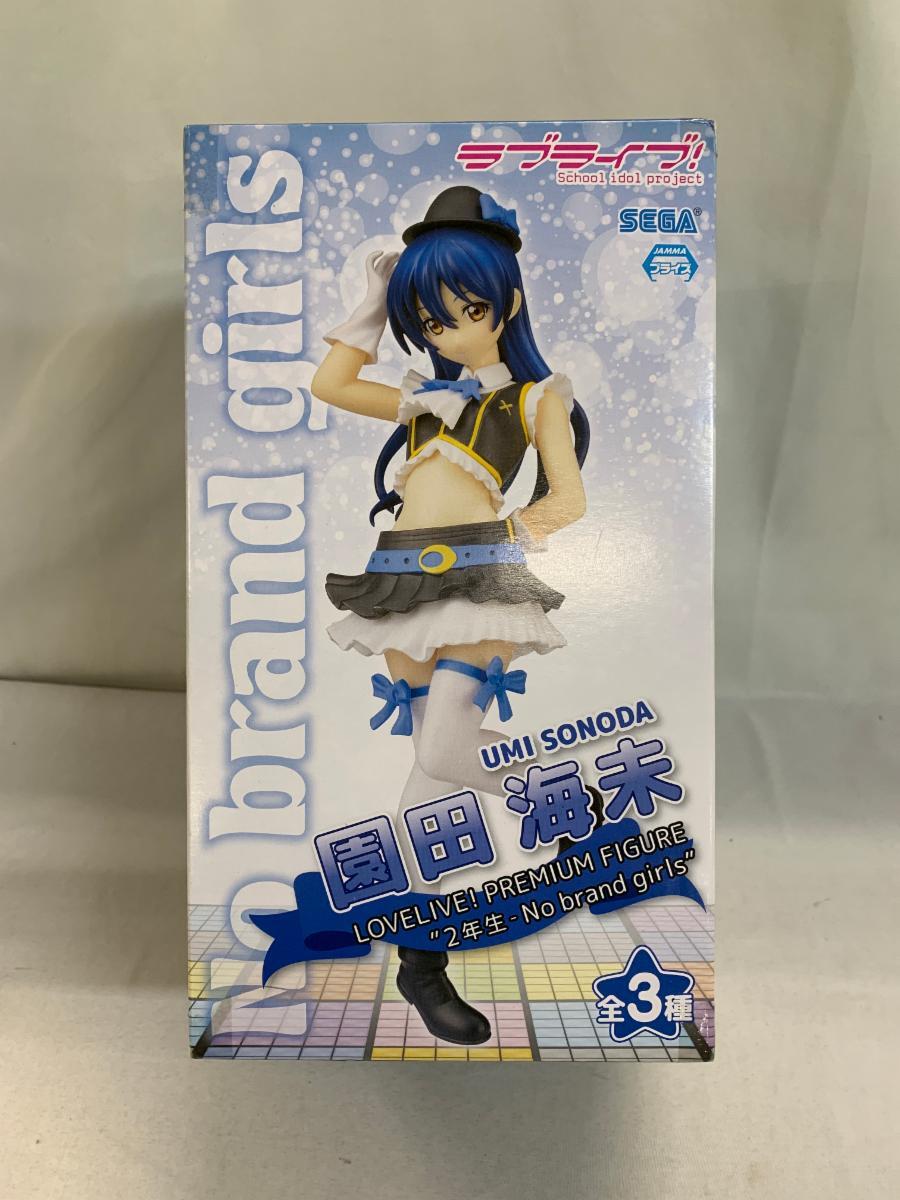 ラブライブ!
School idol project
SEGA®
JAMMA
プライズ
No brand girls
UMI SONODA
園田 海未
LOVELIVE! PREMIUM FIGURE
"2年生-No brand girls"
全3種